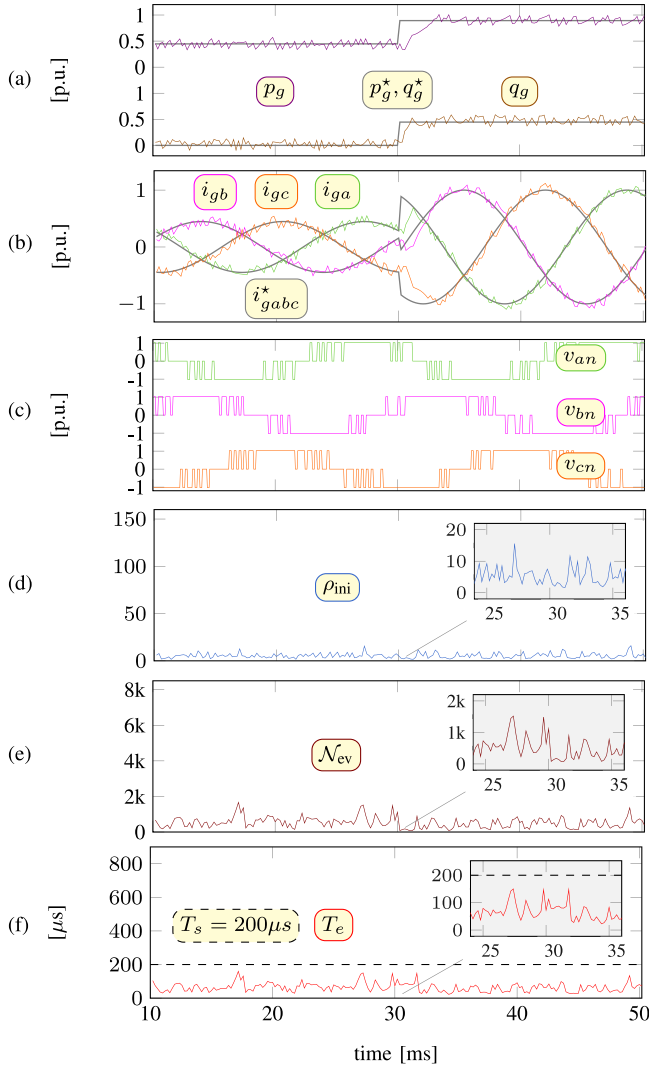 (a)
[p.u.]
1
0.5
0
1
0.5
0
p_g
p_g^⋆, q_g^⋆
q_g
(b)
[p.u.]
1
0
−1
i_gb
i_gc
i_ga
i_gabc^⋆
(c)
[p.u.]
1
0
-1
1
0
-1
1
0
-1
v_an
v_bn
v_cn
(d)
150
100
50
0
ρ_ini
20
10
0
25 30 35
(e)
8k
6k
4k
2k
0
𝒩_ev
2k
1k
0
25 30 35
(f)
[μs]
800
600
400
200
0
T_s = 200μs
T_e
200
100
0
25 30 35
10 20 30 40 50
time [ms]